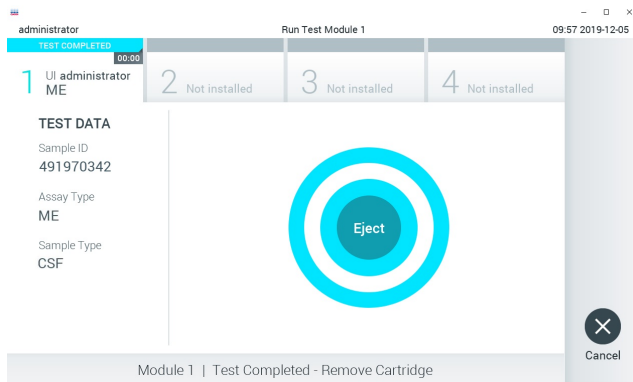 administrator
Run Test Module 1
09:57 2019-12-05
TEST COMPLETED
00:00
1 UI administrator
ME
2 Not installed
3 Not installed
4 Not installed
TEST DATA
Sample ID
491970342
Assay Type
ME
Sample Type
CSF
Eject
Cancel
Module 1 | Test Completed - Remove Cartridge